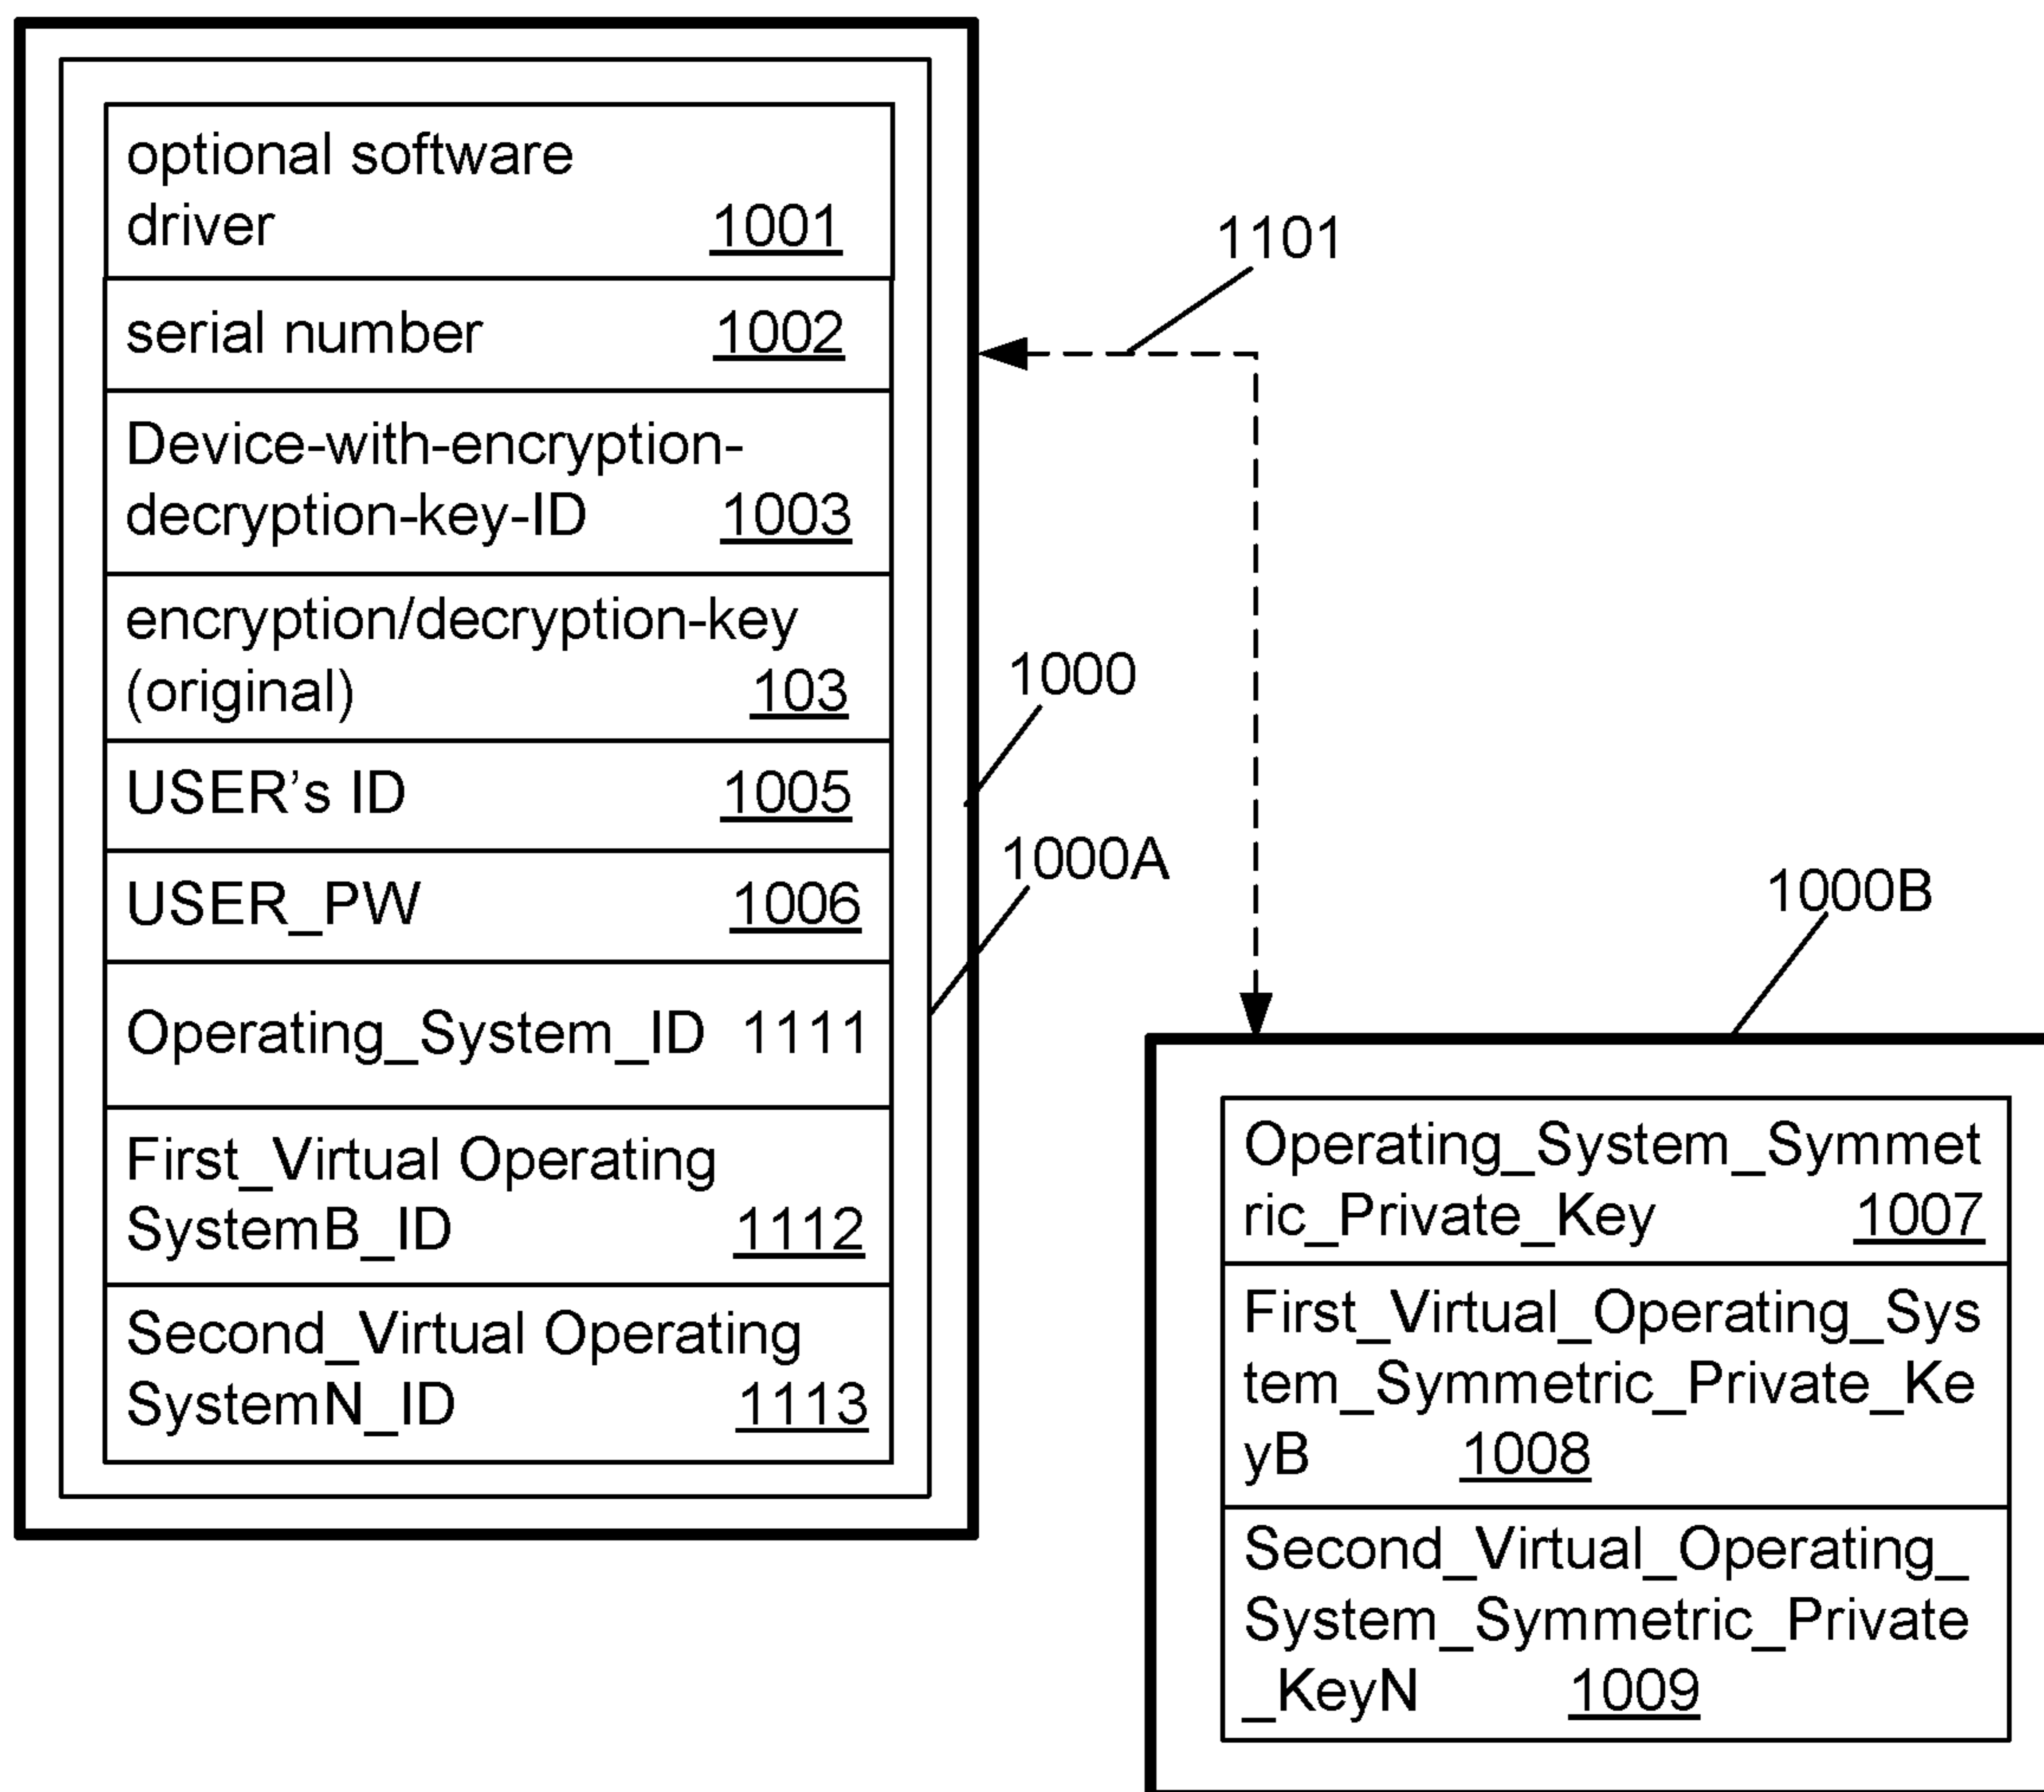 optional software
driver 1001
serial number 1002
Device-with-encryption-
decryption-key-ID 1003
encryption/decryption-key
(original) 103
USER’s ID 1005
USER_PW 1006
Operating_System_ID 1111
First_Virtual Operating
SystemB_ID 1112
Second_Virtual Operating
SystemN_ID 1113
1101
1000
1000A
1000B
Operating_System_Symmet
ric_Private_Key 1007
First_Virtual_Operating_Sys
tem_Symmetric_Private_Ke
yB 1008
Second_Virtual_Operating_
System_Symmetric_Private
_KeyN 1009